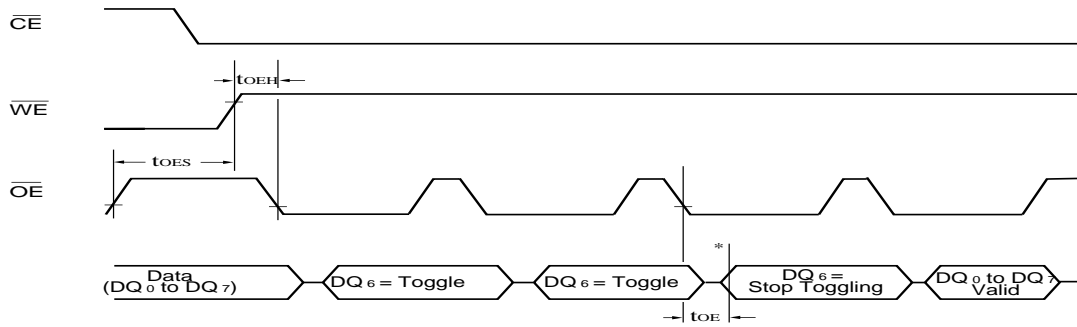 CE
tOEH
WE
tOES
OE
*
Data
(DQ0 to DQ7)
DQ6 = Toggle
DQ6 = Toggle
DQ6 =
Stop Toggling
DQ0 to DQ7
Valid
tOE